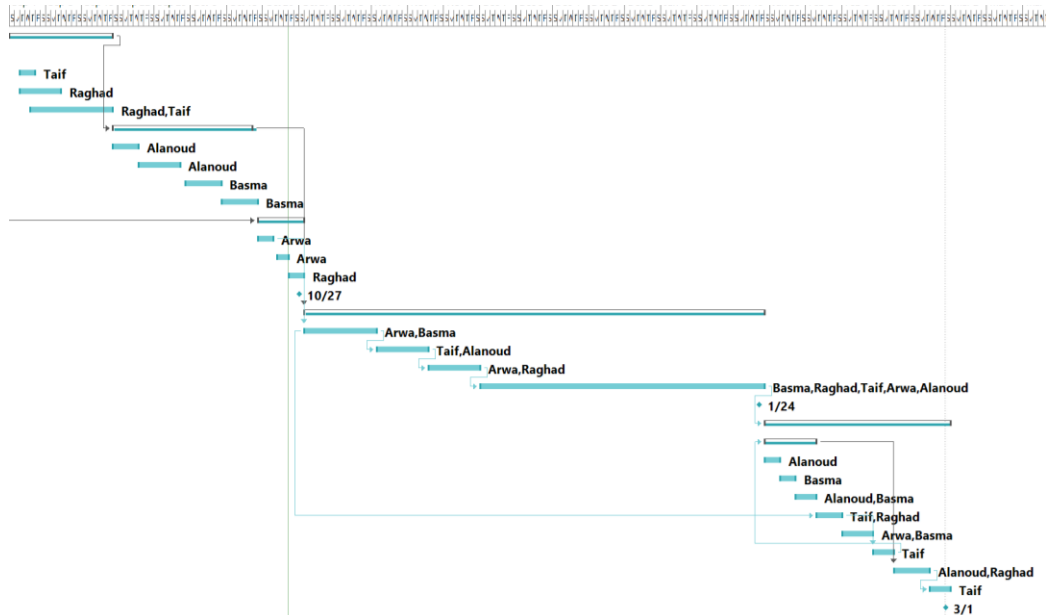 Taif
Raghad
Raghad,Taif
Alanoud
Alanoud
Basma
Basma
Arwa
Arwa
Raghad
10/27
Arwa,Basma
Taif,Alanoud
Arwa,Raghad
Basma,Raghad,Taif,Arwa,Alanoud
1/24
Alanoud
Basma
Alanoud,Basma
Taif,Raghad
Arwa,Basma
Taif
Alanoud,Raghad
Taif
3/1